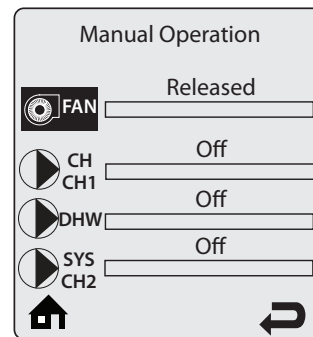 Manual Operation
Released
FAN
Off
CH
CH1
Off
DHW
Off
SYS
CH2